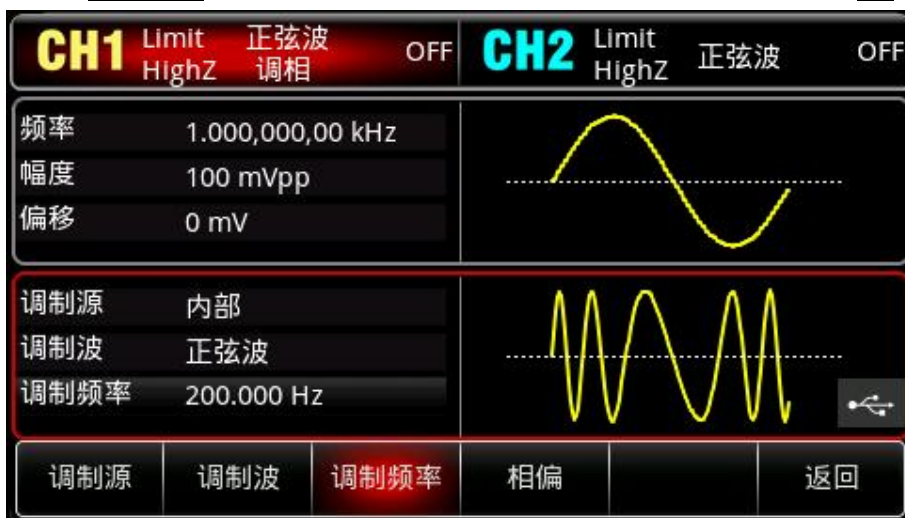 CH1 Limit 正弦波 OFF CH2 Limit 正弦波 OFF
HighZ 调相 HighZ
频率 1.000,000,00 kHz
幅度 100 mVpp
偏移 0 mV
调制源 内部
调制波 正弦波
调制频率 200.000 Hz
调制源 调制波 调制频率 相偏 返回